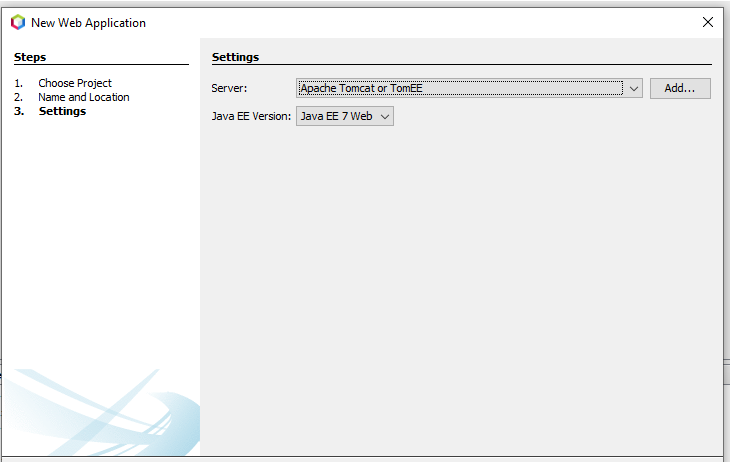 New Web Application
Steps
1. Choose Project
2. Name and Location
3. Settings
Settings
Server: Apache Tomcat or TomEE Add...
Java EE Version: Java EE 7 Web